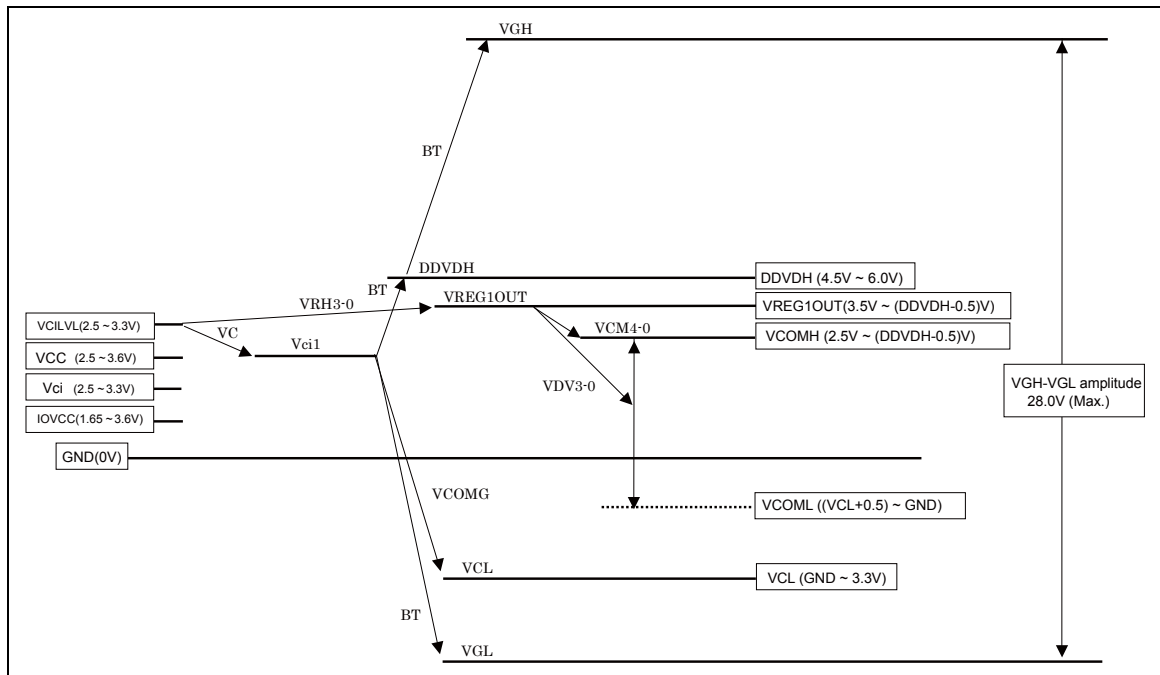 VGH
BT
DDVDH
DDVDH (4.5V ~ 6.0V)
BT
VRH3-0
VREG1OUT
VREG1OUT(3.5V ~ (DDVDH-0.5)V)
VCILVL(2.5 ~ 3.3V)
VC
VCM4-0
VCOMH (2.5V ~ (DDVDH-0.5)V)
VCC (2.5 ~ 3.6V)
Vci1
Vci (2.5 ~ 3.3V)
VDV3-0
VGH-VGL amplitude
28.0V (Max.)
IOVCC(1.65 ~ 3.6V)
GND(0V)
VCOMG
VCOML ((VCL+0.5) ~ GND)
VCL
VCL (GND ~ 3.3V)
BT
VGL